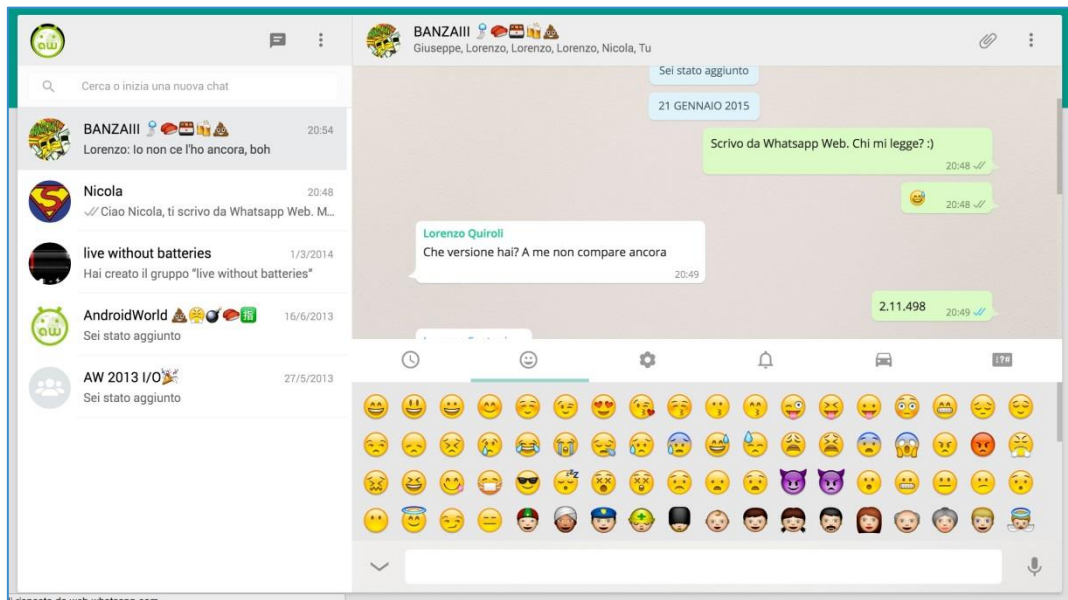 aw
Cerca o inizia una nuova chat
BANZAIII
20:54
Lorenzo: Io non ce l'ho ancora, boh
Nicola
20:48
Ciao Nicola, ti scrivo da Whatsapp Web. M...
live without batteries
1/3/2014
Hai creato il gruppo "live without batteries"
AndroidWorld 指
16/6/2013
aw
Sei stato aggiunto
AW 2013 I/O
27/5/2013
Sei stato aggiunto
BANZAIII
Giuseppe, Lorenzo, Lorenzo, Lorenzo, Nicola, Tu
Sei stato aggiunto
21 GENNAIO 2015
Scrivo da Whatsapp Web. Chi mi legge? :)
20:48
20:48
Lorenzo Quiroli
Che versione hai? A me non compare ancora
20:49
2.11.498
20:49